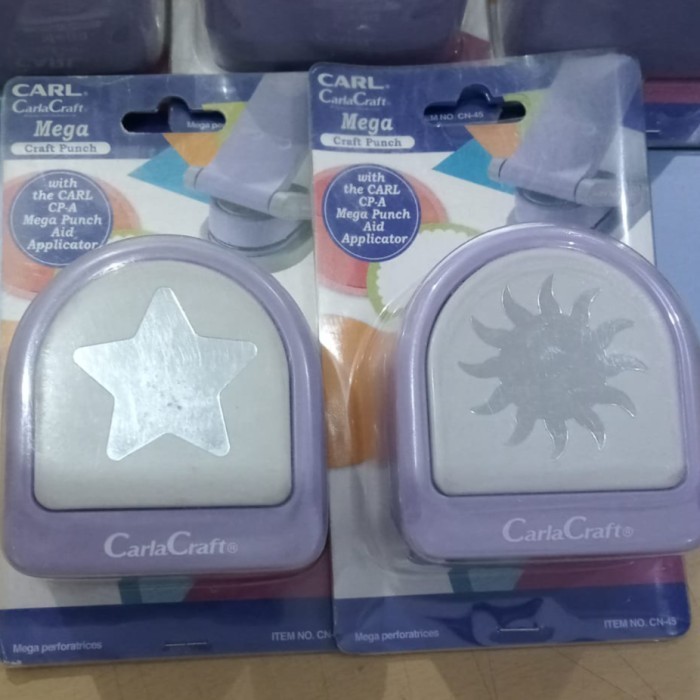 CARL®
CarlaCraft®
Mega
Craft Punch
with
the CARL
CP-A
Mega Punch
Aid
Applicator
CarlaCraft®
Mega perforatrices
ITEM NO. CN-
CARL®
CarlaCraft®
Mega
Craft Punch
M NO. CN-45
with
the CARL
CP-A
Mega Punch
Aid
Applicator
CarlaCraft®
Mega perforatrices
ITEM NO. CN-45